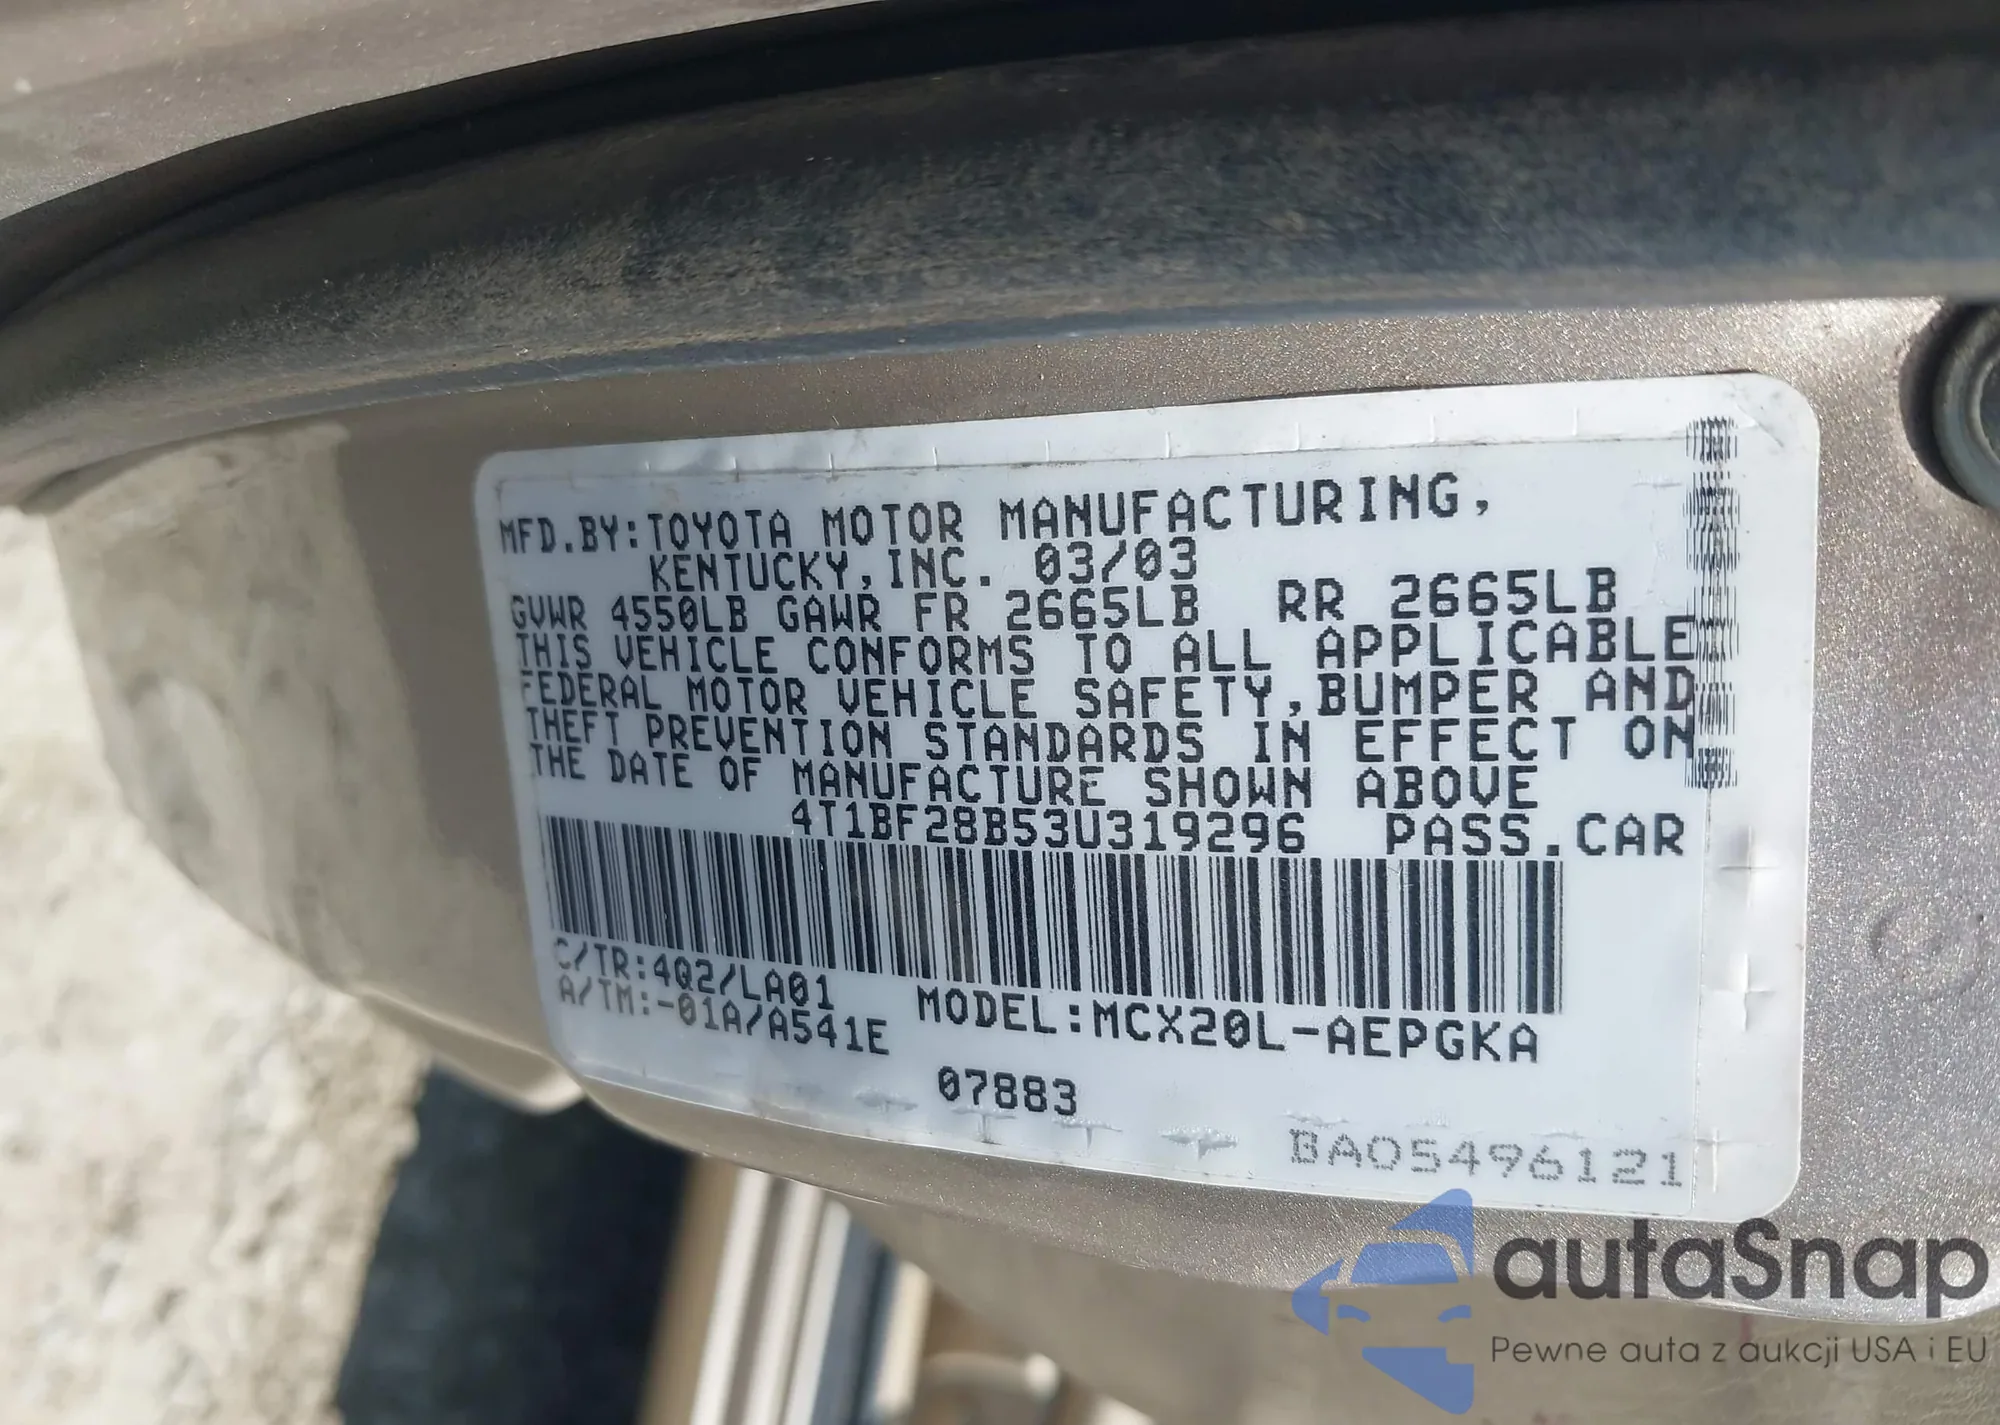 MFD.BY:TOYOTA MOTOR MANUFACTURING,
KENTUCKY,INC. 03/03
GVWR 4550LB GAWR FR 2665LB RR 2665LB
THIS VEHICLE CONFORMS TO ALL APPLICABLE
FEDERAL MOTOR VEHICLE SAFETY,BUMPER AND
THEFT PREVENTION STANDARDS IN EFFECT ON
THE DATE OF MANUFACTURE SHOWN ABOVE
4T1BF28B53U319296 PASS.CAR
C/TR:4Q2/LA01
A/TM:-01A/A541E
MODEL:MCX20L-AEPGKA
07883
BA05496121
autaSnap
Pewne auta z aukcji USA i EU